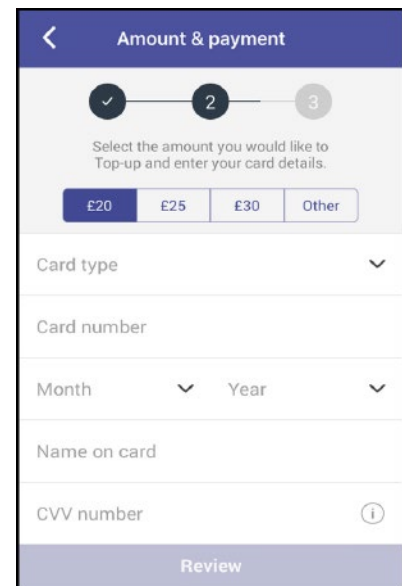 Amount & payment
2 3
Select the amount you would like to
Top-up and enter your card details.
£20 £25 £30 Other
Card type
Card number
Month Year
Name on card
CVV number i
Review